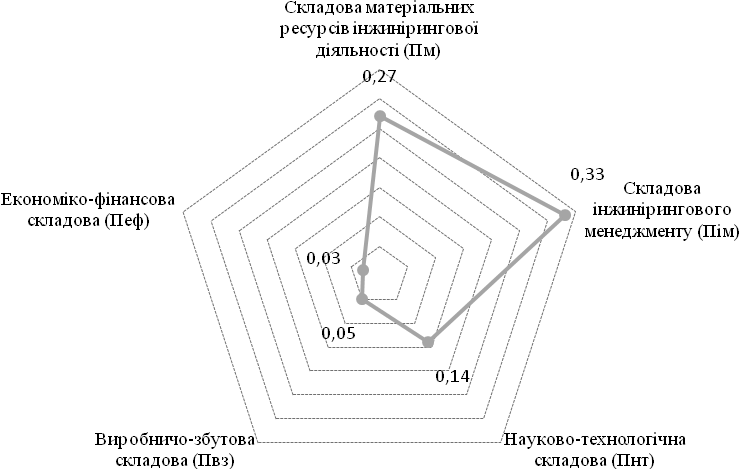 Складова матеріальних
ресурсів інжинірингової
діяльності (Пм)
0,27
0,33
Складова
інжинірингового
менеджменту (Пім)
Економіко-фінансова
складова (Пеф)
0,03
0,05
0,14
Виробничо-збутова
складова (Пвз)
Науково-технологічна
складова (Пнт)